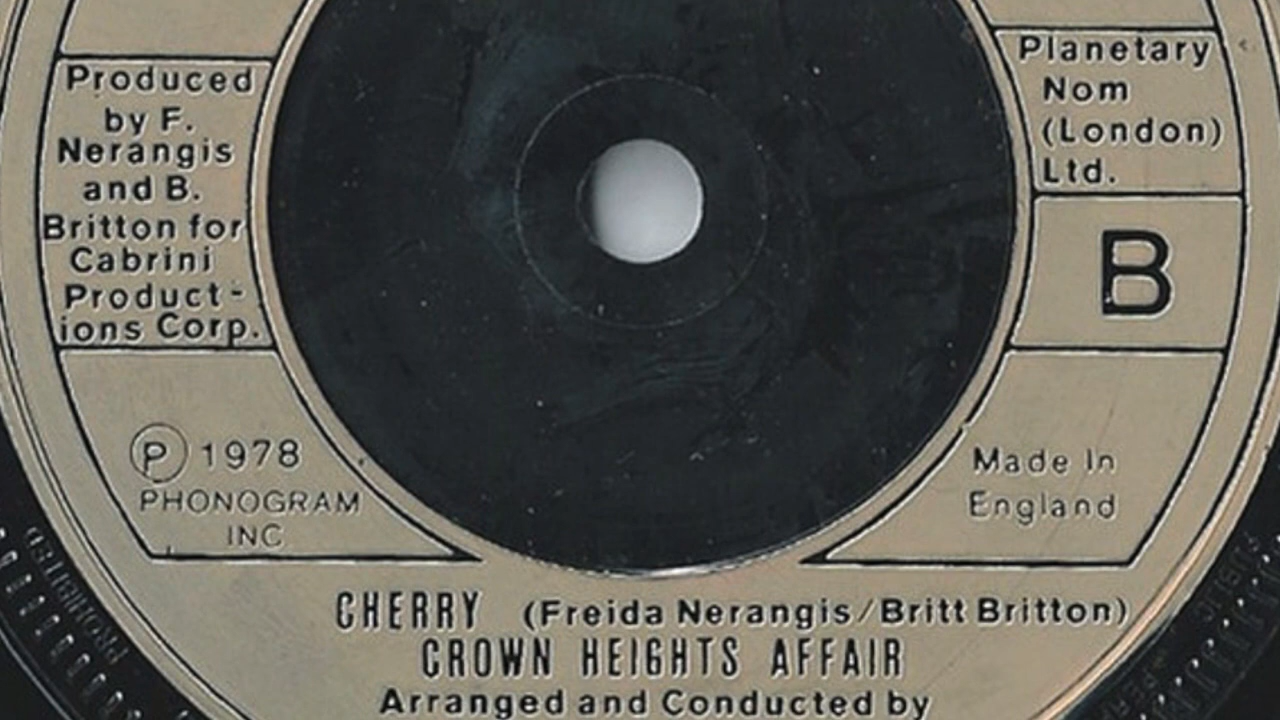 Produced
by F.
Nerangis
and B.
Britton for
Cabrini
Product-
ions Corp.
Ⓟ 1978
PHONOGRAM
INC
Planetary
Nom
(London)
Ltd.
B
Made In
England
CHERRY (Freida Nerangis/Britt Britton)
CROWN HEIGHTS AFFAIR
Arranged and Conducted by